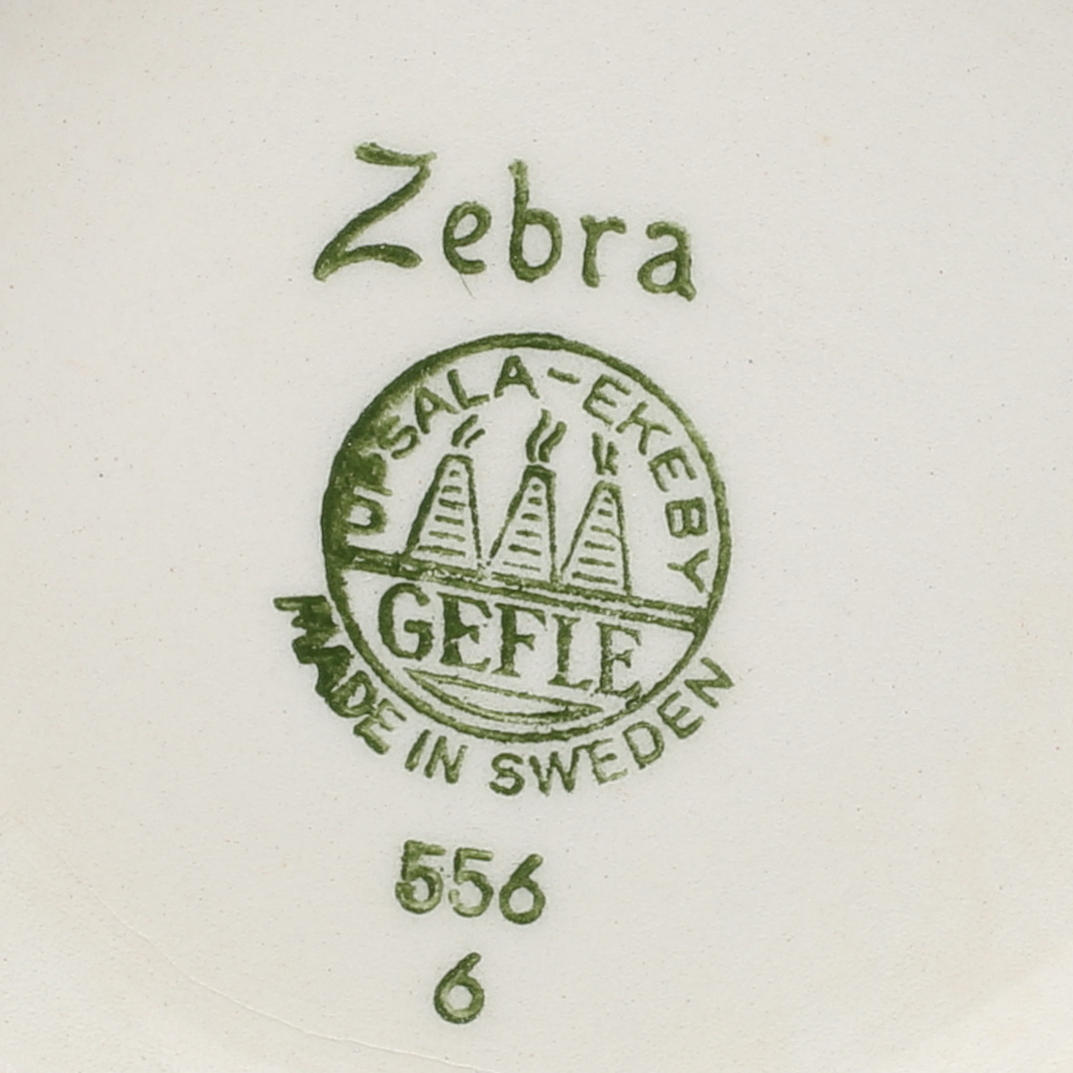 Zebra
UPSALA-EKEBY
GEFLE
MADE IN SWEDEN
556
6